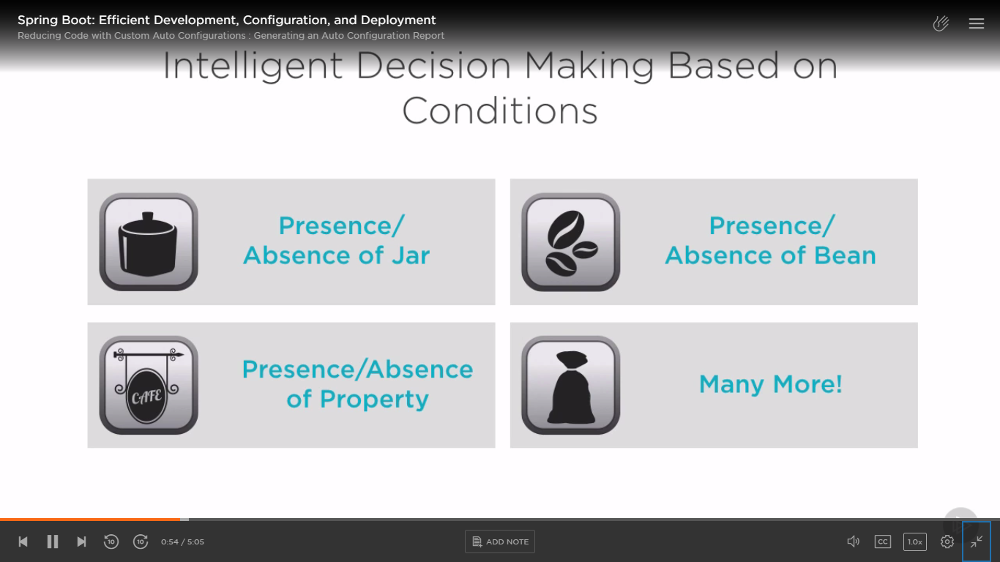 Spring Boot: Efficient Development, Configuration, and Deployment
Reducing Code with Custom Auto Configurations : Generating an Auto Configuration Report
Intelligent Decision Making Based on
Conditions
Presence/
Absence of Jar
Presence/
Absence of Bean
CAFE
Presence/Absence
of Property
Many More!
10
10
0:54 / 5:05
ADD NOTE
CC
1.0x